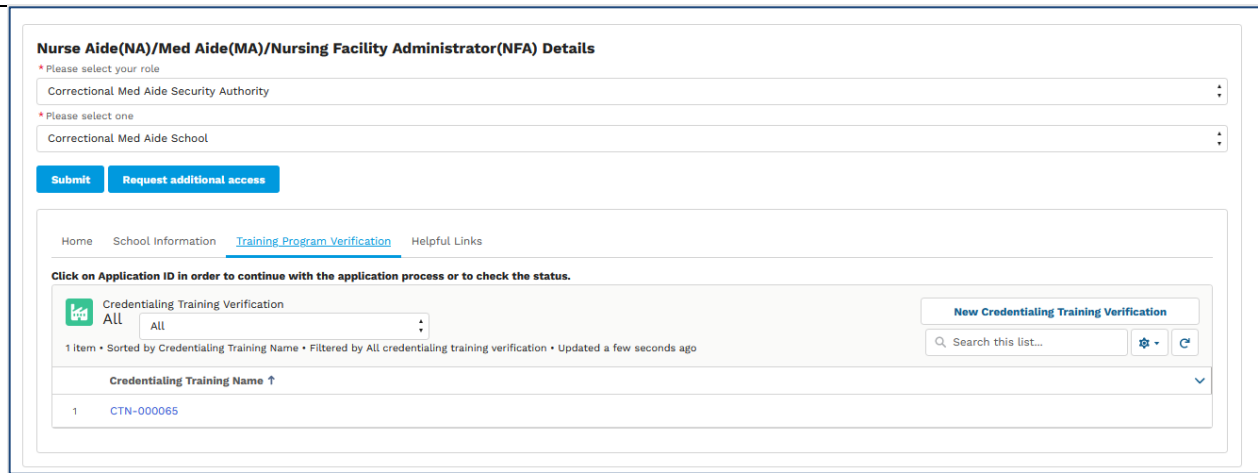 Nurse Aide(NA)/Med Aide(MA)/Nursing Facility Administrator(NFA) Details
* Please select your role
Correctional Med Aide Security Authority
* Please select one
Correctional Med Aide School
Submit Request additional access
Home School Information Training Program Verification Helpful Links
Click on Application ID in order to continue with the application process or to check the status.
Credentialing Training Verification
All All
New Credentialing Training Verification
1 item • Sorted by Credentialing Training Name • Filtered by All credentialing training verification • Updated a few seconds ago
Search this list...
Credentialing Training Name ↑
1 CTN-000065